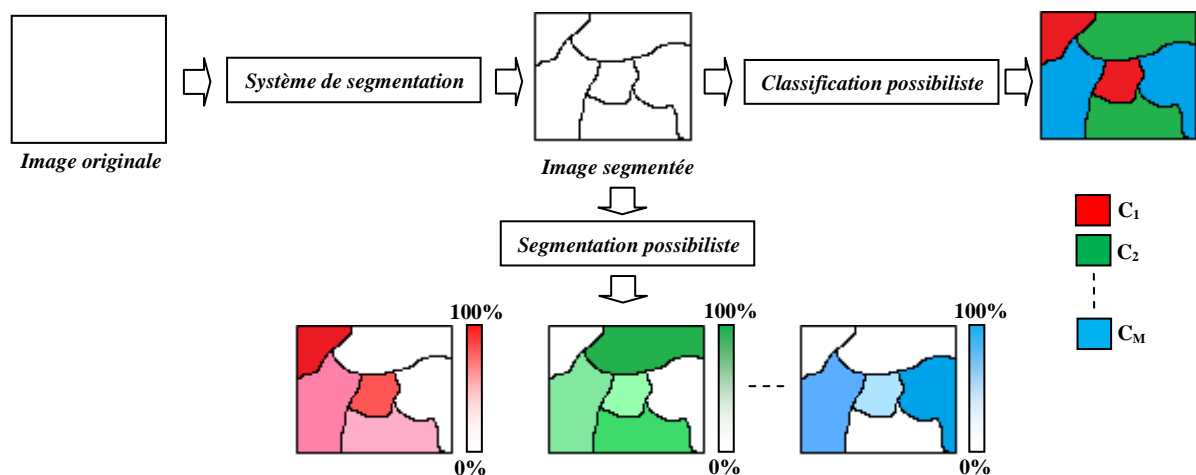 Système de segmentation
Classification possibiliste
Image originale
Image segmentée
C₁
Segmentation possibiliste
C₂
100%
100%
100%
C_M
0%
0%
0%